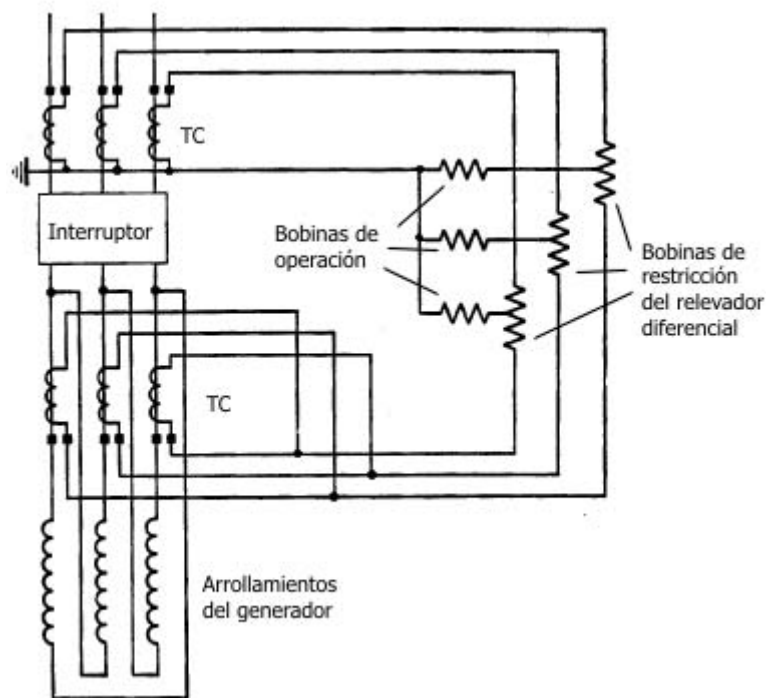 TC
Interruptor
Bobinas de
operación
Bobinas de
restricción
del relevador
diferencial
TC
Arrollamientos
del generador